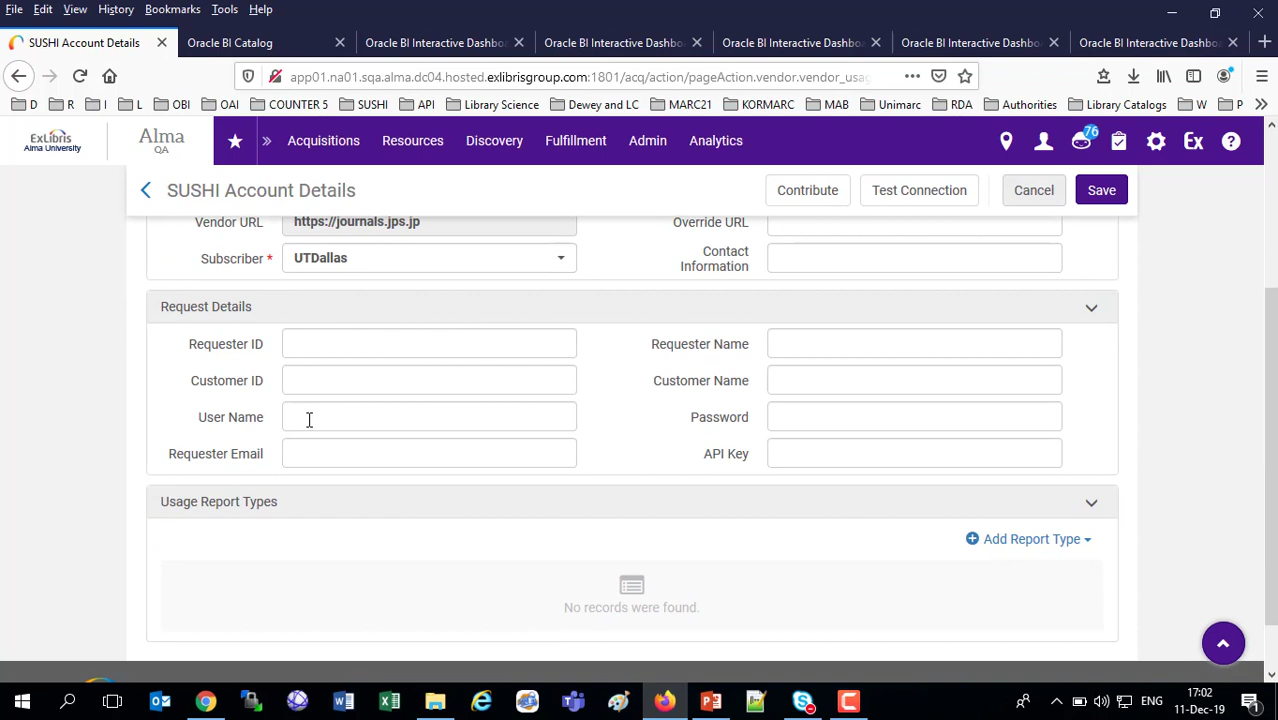 File Edit View History Bookmarks Tools Help
SUSHI Account Details Oracle BI Catalog Oracle BI Interactive Dashbo Oracle BI Interactive Dashbo Oracle BI Interactive Dashbo Oracle BI Interactive Dashbo Oracle BI Interactive Dashbo
app01.na01.sqa.alma.dc04.hosted.exlibrisgroup.com:1801/acq/action/pageAction.vendor.vendor_usag
D R I L OBI OAI COUNTER 5 SUSHI API Library Science Dewey and LC MARC21 KORMARC MAB Unimarc RDA Authorities Library Catalogs W P
ExLibris Alma University Alma QA Acquisitions Resources Discovery Fulfillment Admin Analytics 76 Ex
SUSHI Account Details Contribute Test Connection Cancel Save
Vendor URL https://journals.jps.jp Override URL
Subscriber * UTDallas Contact Information
Request Details
Requester ID Requester Name
Customer ID Customer Name
User Name Password
Requester Email API Key
Usage Report Types
Add Report Type
No records were found.
ENG 17:02 11-Dec-19 1